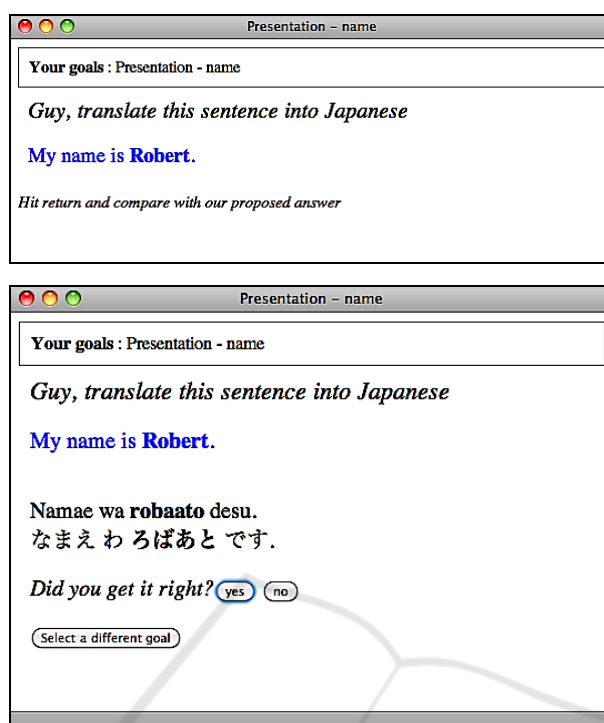 Presentation – name
Your goals : Presentation - name
Guy, translate this sentence into Japanese
My name is Robert.
Hit return and compare with our proposed answer
Presentation – name
Your goals : Presentation - name
Guy, translate this sentence into Japanese
My name is Robert.
Namae wa robaato desu.
なまえ わ ろばあと です.
Did you get it right? yes no
Select a different goal